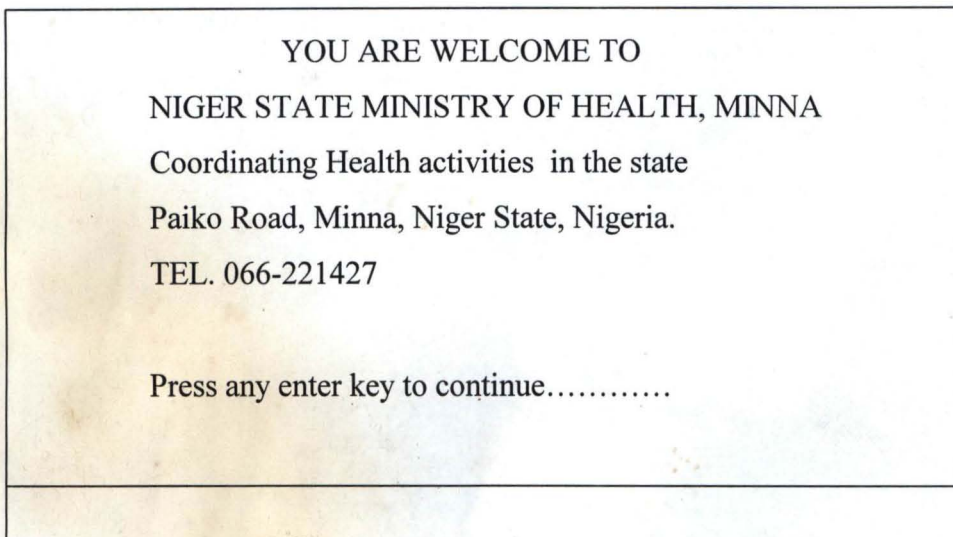 YOU ARE WELCOME TO
NIGER STATE MINISTRY OF HEALTH, MINNA
Coordinating Health activities in the state
Paiko Road, Minna, Niger State, Nigeria.
TEL. 066-221427
Press any enter key to continue…………